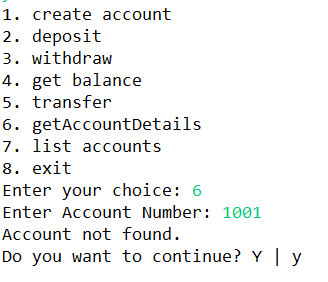 1. create account
2. deposit
3. withdraw
4. get balance
5. transfer
6. getAccountDetails
7. list accounts
8. exit
Enter your choice: 6
Enter Account Number: 1001
Account not found.
Do you want to continue? Y | y